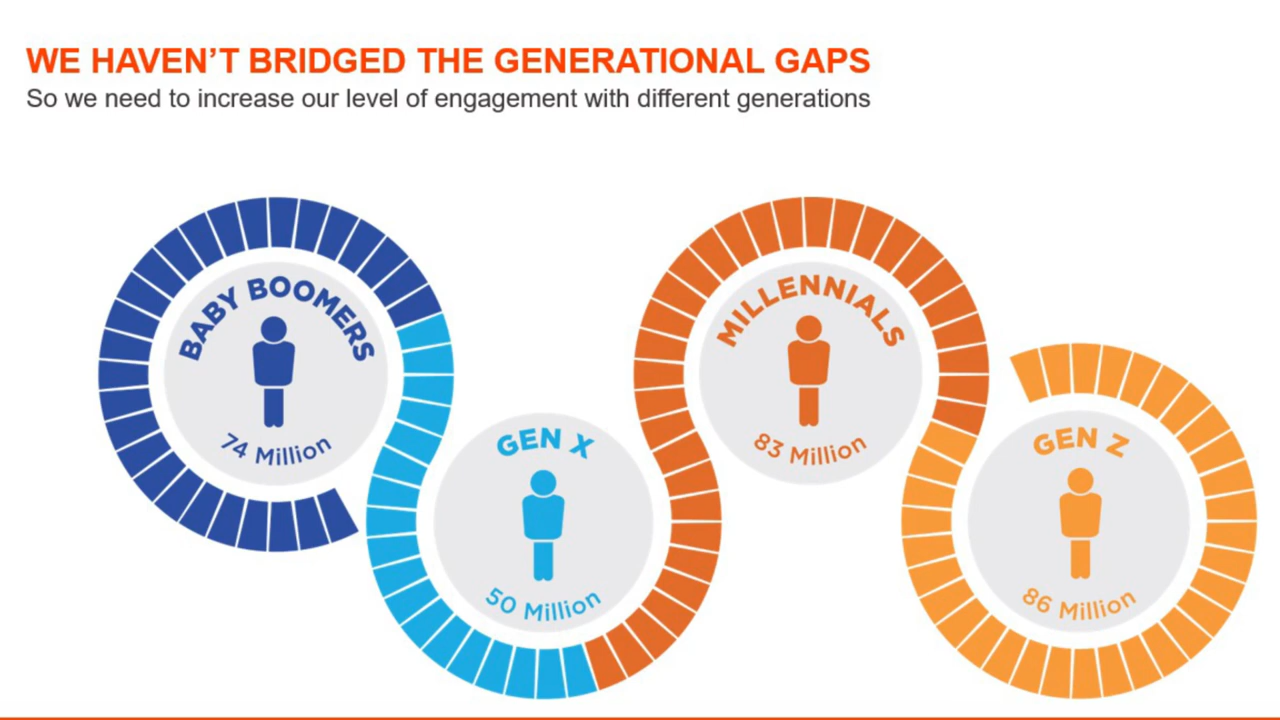 WE HAVEN’T BRIDGED THE GENERATIONAL GAPS
So we need to increase our level of engagement with different generations
BABY BOOMERS
74 Million
GEN X
50 Million
MILLENNIALS
83 Million
GEN Z
86 Million